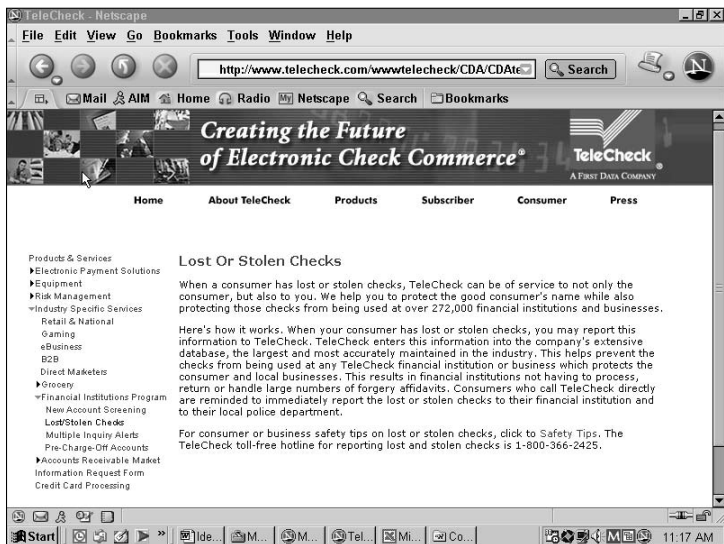 TeleCheck - Netscape
File Edit View Go Bookmarks Tools Window Help
http://www.telecheck.com/wwwtelecheck/CDA/CDAte
Search
Mail AIM Home Radio Netscape Search Bookmarks
Creating the Future
of Electronic Check Commerce®
TeleCheck®
A FIRST DATA COMPANY
Home About TeleCheck Products Subscriber Consumer Press
Products & Services
Electronic Payment Solutions
Equipment
Risk Management
Industry Specific Services
Retail & National
Gaming
eBusiness
B2B
Direct Marketers
Grocery
Financial Institutions Program
New Account Screening
Lost/Stolen Checks
Multiple Inquiry Alerts
Pre-Charge-Off Accounts
Accounts Receivable Market
Information Request Form
Credit Card Processing
Lost Or Stolen Checks
When a consumer has lost or stolen checks, TeleCheck can be of service to not only the
consumer, but also to you. We help you to protect the good consumer's name while also
protecting those checks from being used at over 272,000 financial institutions and businesses.
Here's how it works. When your consumer has lost or stolen checks, you may report this
information to TeleCheck. TeleCheck enters this information into the company's extensive
database, the largest and most accurately maintained in the industry. This helps prevent the
checks from being used at any TeleCheck financial institution or business which protects the
consumer and local businesses. This results in financial institutions not having to process,
return or handle large numbers of forgery affidavits. Consumers who call TeleCheck directly
are reminded to immediately report the lost or stolen checks to their financial institution and
to their local police department.
For consumer or business safety tips on lost or stolen checks, click to Safety Tips. The
TeleCheck toll-free hotline for reporting lost and stolen checks is 1-800-366-2425.
Start » Ide... M... M... Tel... Mi... Co... 11:17 AM